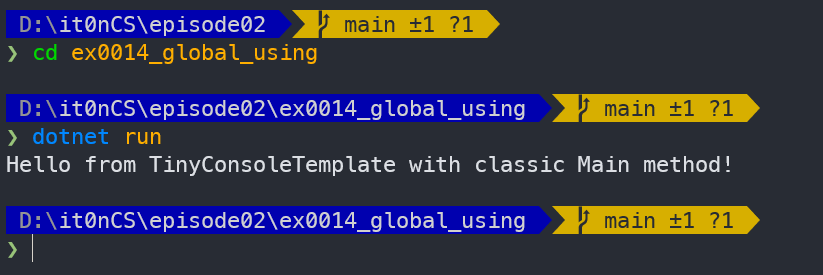 D:\it0nCS\episode02 main ±1 ?1
❯ cd ex0014_global_using
D:\it0nCS\episode02\ex0014_global_using main ±1 ?1
❯ dotnet run
Hello from TinyConsoleTemplate with classic Main method!
D:\it0nCS\episode02\ex0014_global_using main ±1 ?1
❯